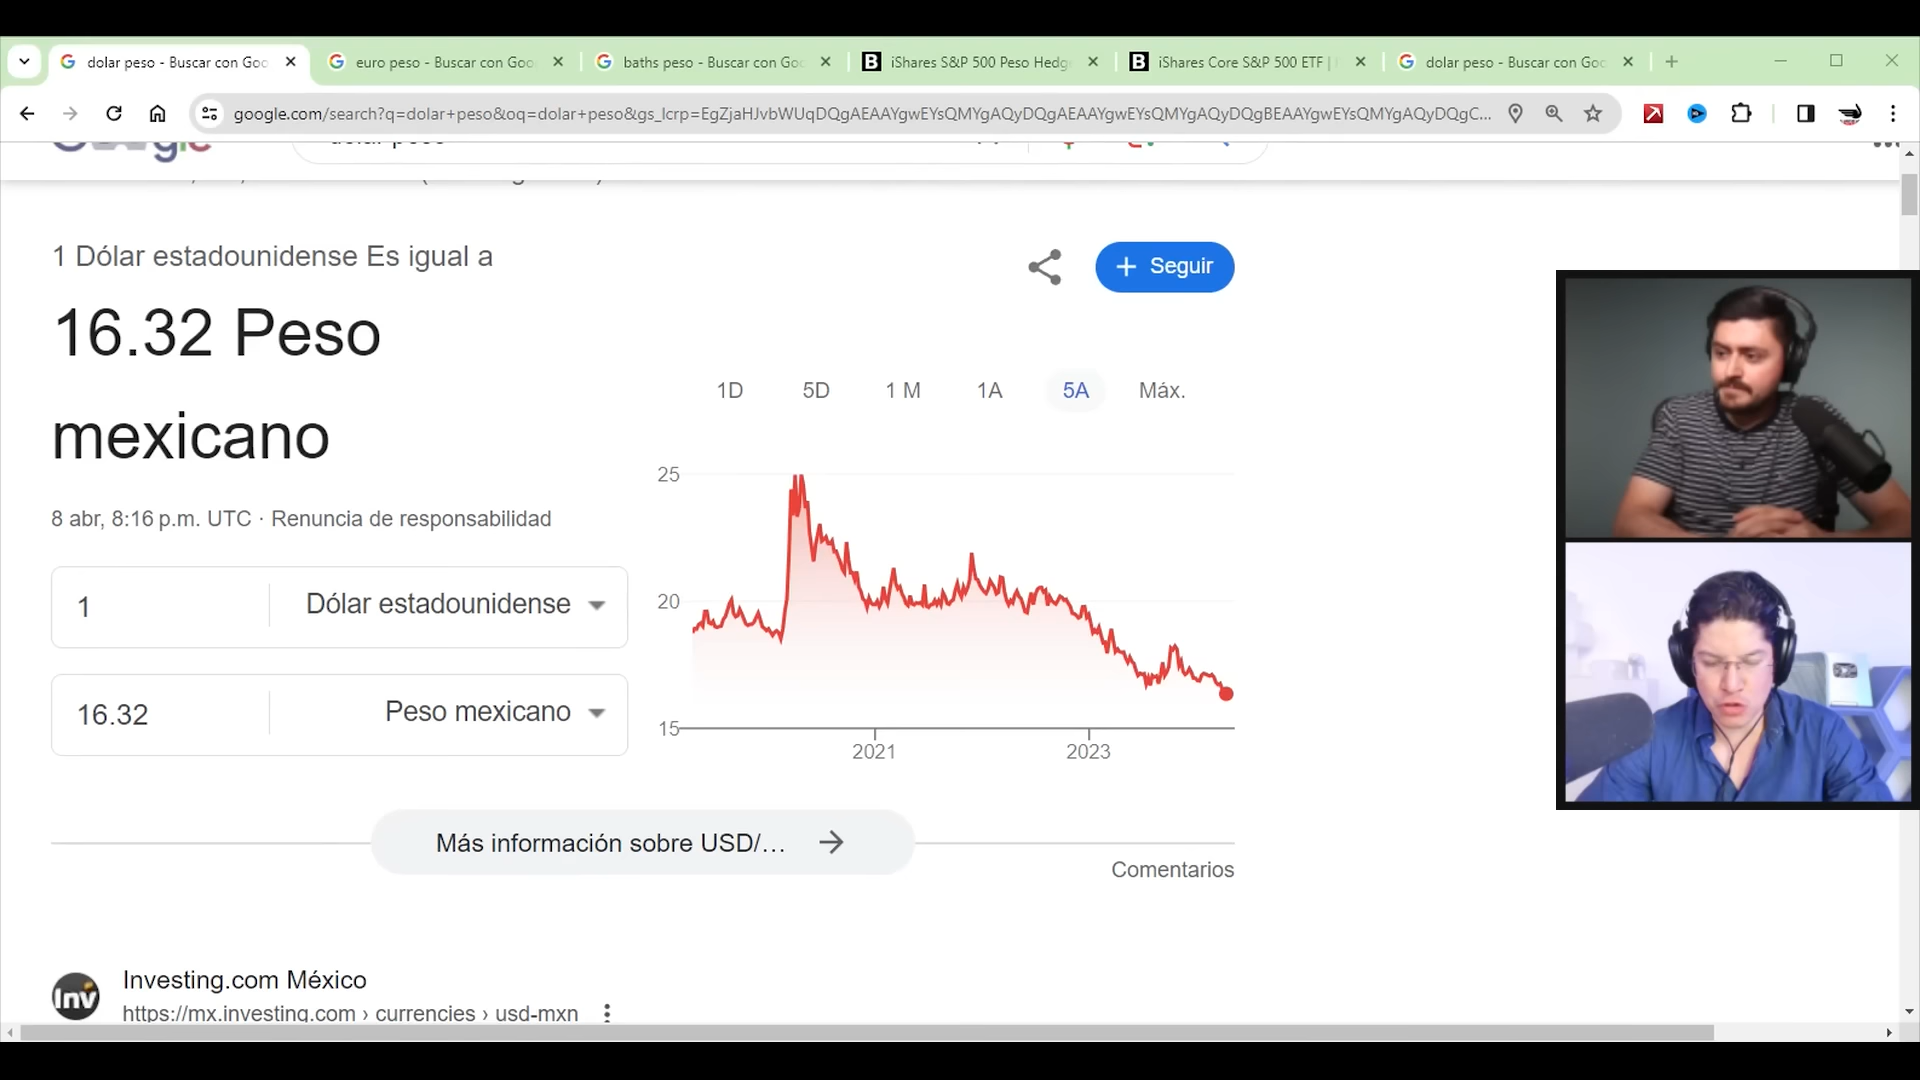 dolar peso - Buscar con Goo
euro peso - Buscar con Goo
baths peso - Buscar con Go
iShares S&P 500 Peso Hedg
iShares Core S&P 500 ETF |
dolar peso - Buscar con Goo
google.com/search?q=dolar+peso&oq=dolar+peso&gs_lcrp=EgZjaHJvbWUqDQgAEAAYgwEYsQMYgAQyDQgAEAAYgwEYsQMYgAQyDQgBEAAYgwEYsQMYgAQyDQgC...
dolar peso
1 Dólar estadounidense Es igual a
Seguir
16.32 Peso
mexicano
1D 5D 1 M 1A 5A Máx.
8 abr, 8:16 p.m. UTC · Renuncia de responsabilidad
1 Dólar estadounidense
16.32 Peso mexicano
25
20
15
2021 2023
Más información sobre USD/…
Comentarios
Inv
Investing.com México
https://mx.investing.com › currencies › usd-mxn